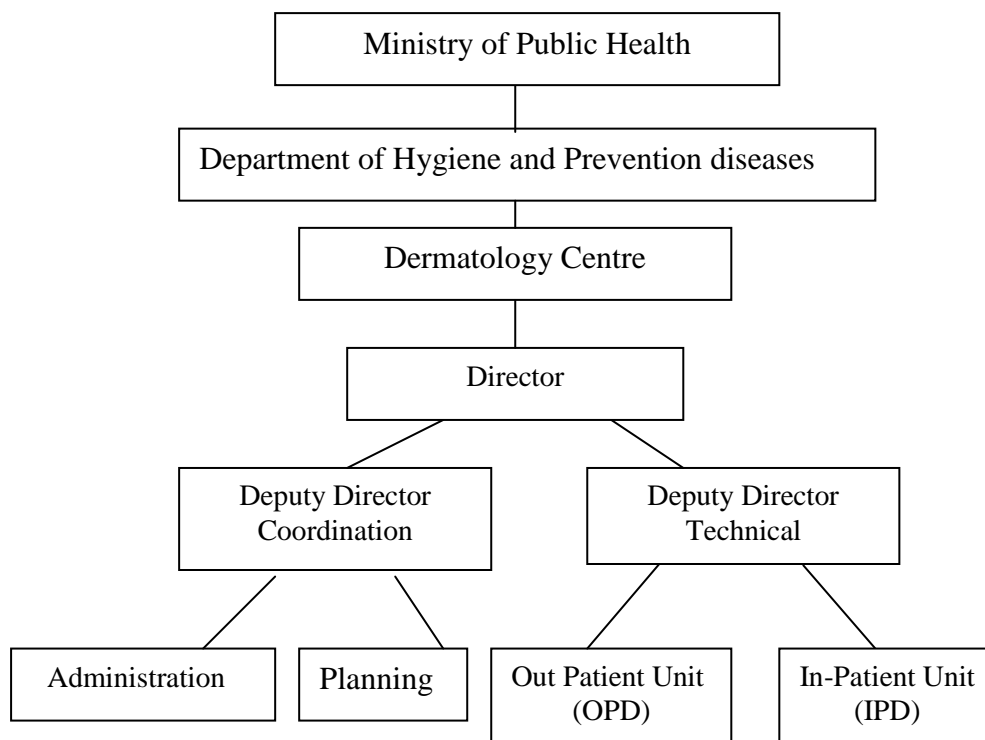 Ministry of Public Health
Department of Hygiene and Prevention diseases
Dermatology Centre
Director
Deputy Director
Coordination
Deputy Director
Technical
Administration
Planning
Out Patient Unit
(OPD)
In-Patient Unit
(IPD)